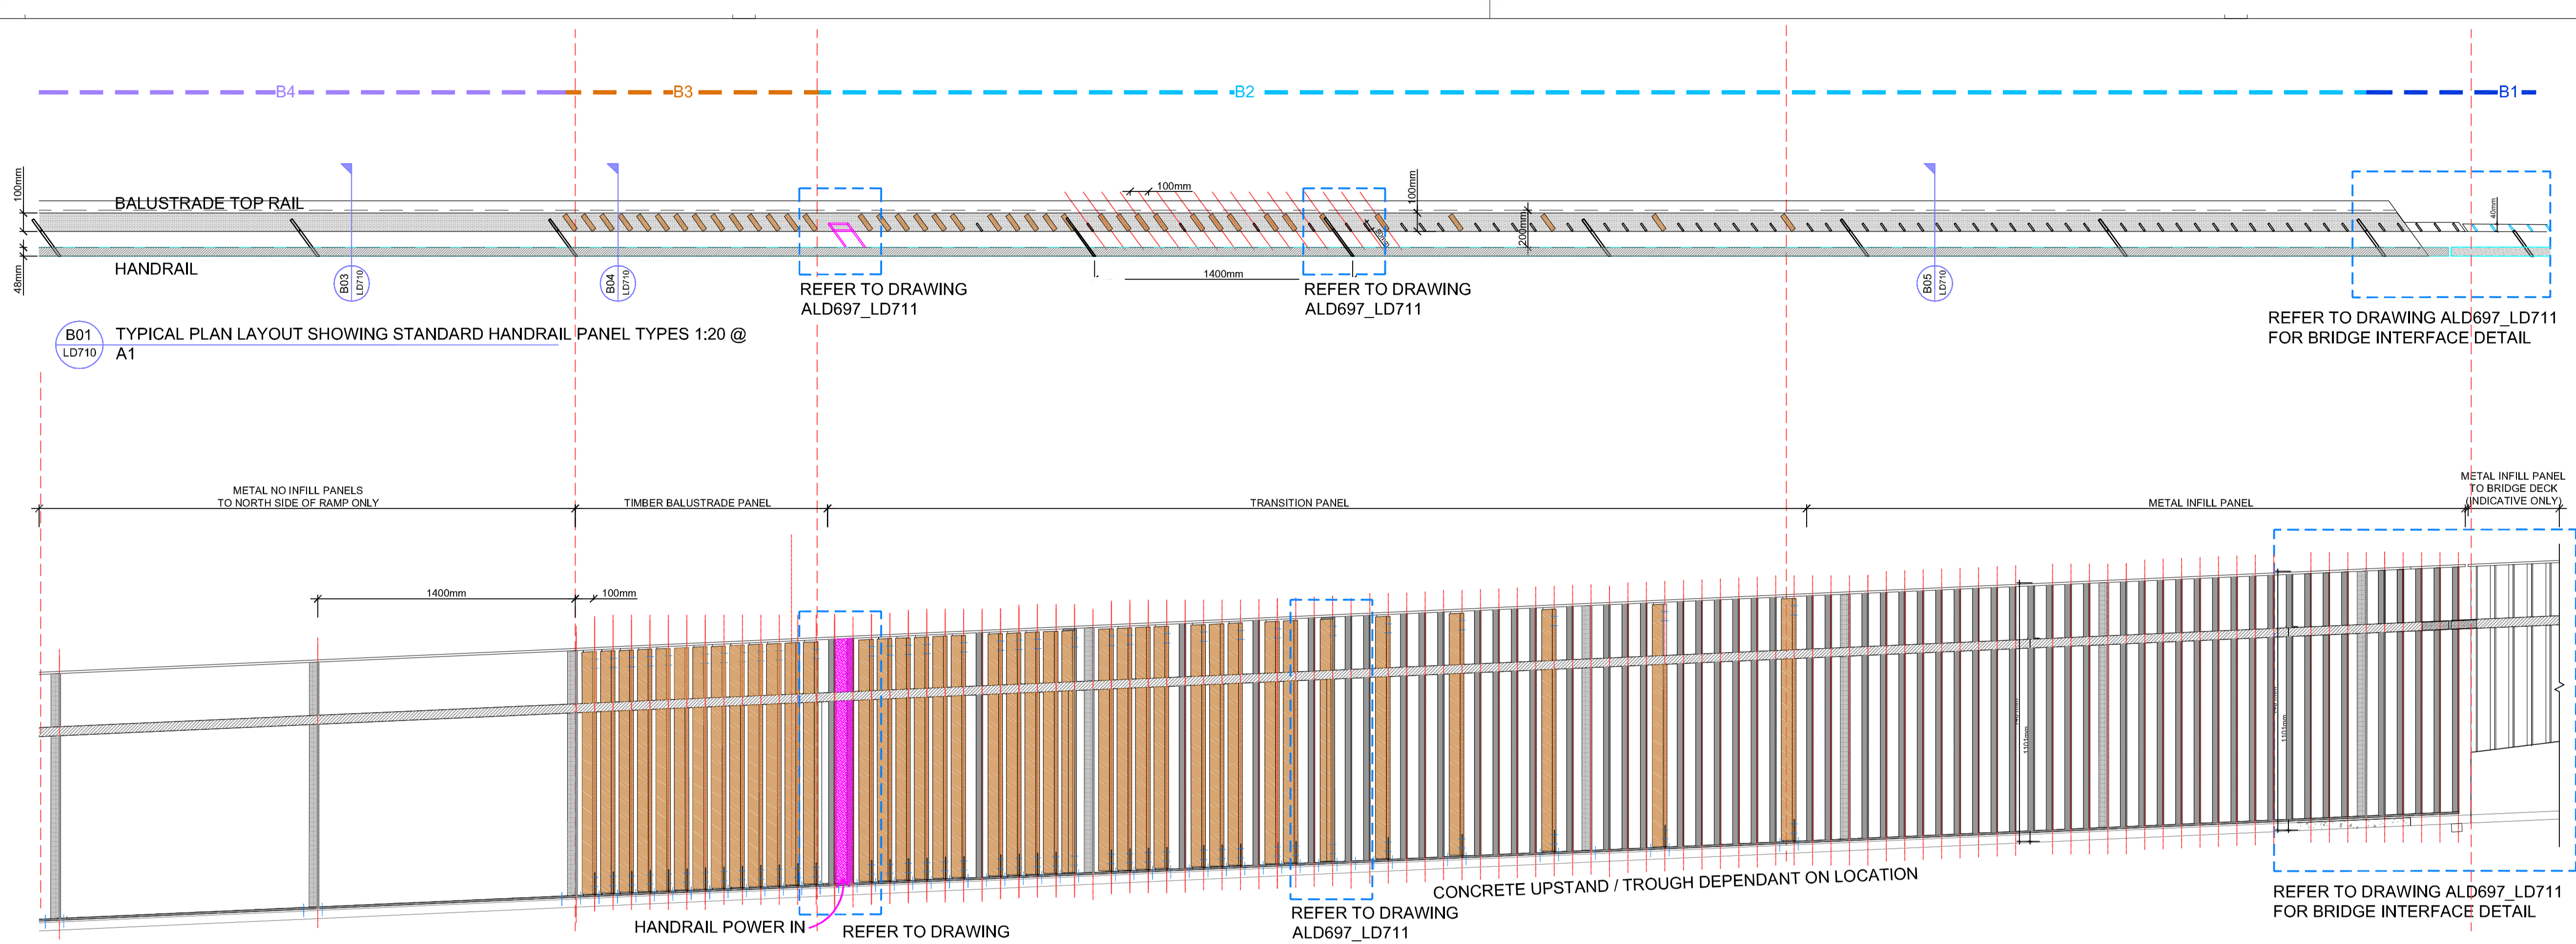 B4
B3
B2
B1
100mm
48mm
BALUSTRADE TOP RAIL
HANDRAIL
B03
LD710
B04
LD710
100mm
1400mm
100mm
200mm
B05
LD710
40mm
REFER TO DRAWING
ALD697_LD711
REFER TO DRAWING
ALD697_LD711
REFER TO DRAWING ALD697_LD711
FOR BRIDGE INTERFACE DETAIL
B01
LD710
TYPICAL PLAN LAYOUT SHOWING STANDARD HANDRAIL PANEL TYPES 1:20 @
A1
METAL NO INFILL PANELS
TO NORTH SIDE OF RAMP ONLY
TIMBER BALUSTRADE PANEL
TRANSITION PANEL
METAL INFILL PANEL
METAL INFILL PANEL
TO BRIDGE DECK
(INDICATIVE ONLY)
1400mm
100mm
1101mm
1101mm
CONCRETE UPSTAND / TROUGH DEPENDANT ON LOCATION
HANDRAIL POWER IN
REFER TO DRAWING
REFER TO DRAWING
ALD697_LD711
REFER TO DRAWING ALD697_LD711
FOR BRIDGE INTERFACE DETAIL